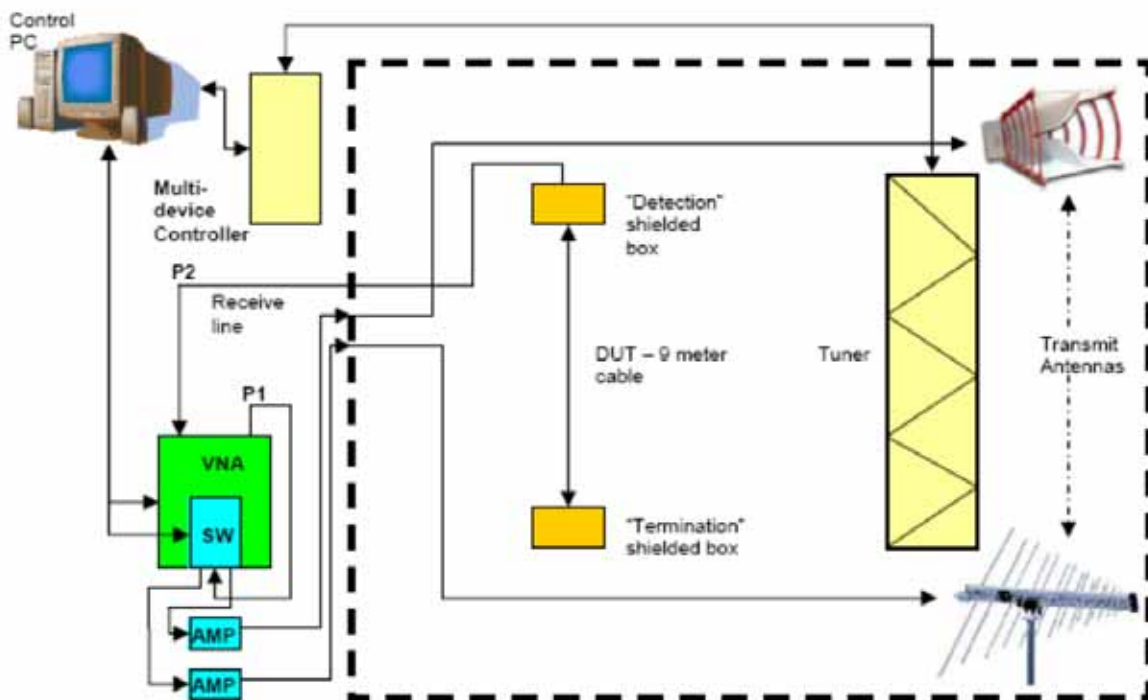 Control
PC
Multi-
device
Controller
"Detection"
shielded
box
P2
Receive
line
DUT – 9 meter
cable
Tuner
Transmit
Antennas
P1
VNA
SW
"Termination"
shielded box
AMP
AMP